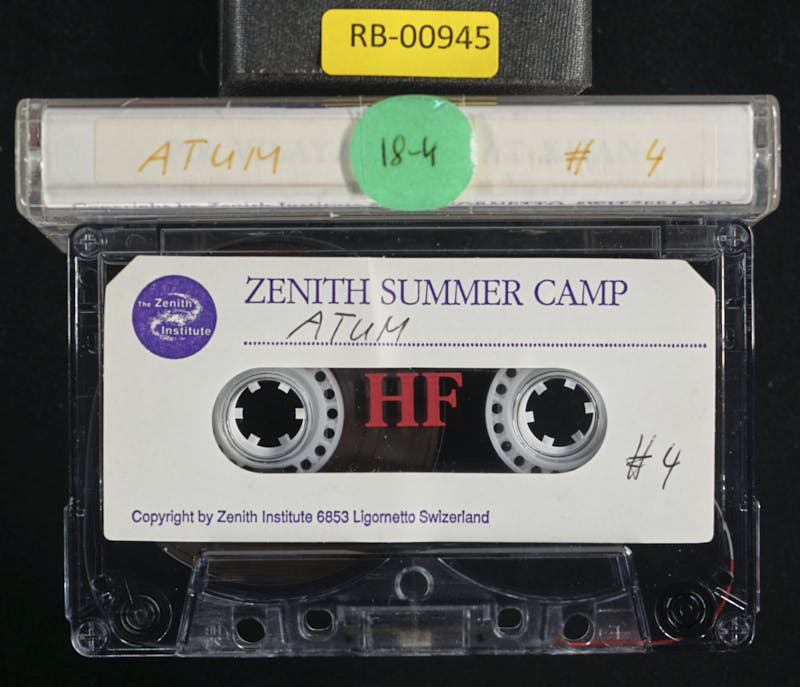 RB-00945
ATUM 18-4 # 4
The Zenith Institute
ZENITH SUMMER CAMP
ATUM
HF
#4
Copyright by Zenith Institute 6853 Ligornetto Swizerland